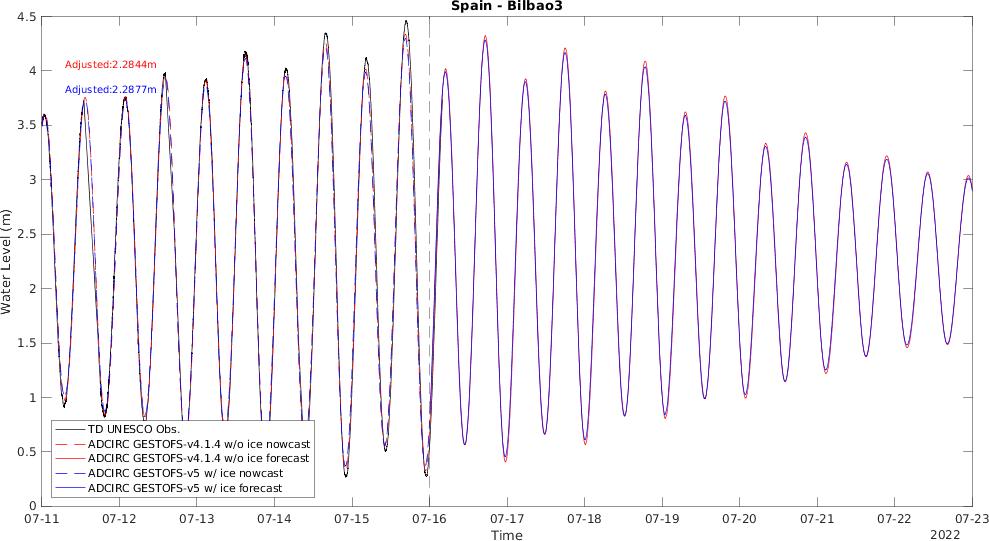 Spain - Bilbao3
4.5
4
3.5
3
2.5
2
1.5
1
0.5
0
Water Level (m)
Adjusted:2.2844m
Adjusted:2.2877m
TD UNESCO Obs.
ADCIRC GESTOFS-v4.1.4 w/o ice nowcast
ADCIRC GESTOFS-v4.1.4 w/o ice forecast
ADCIRC GESTOFS-v5 w/ ice nowcast
ADCIRC GESTOFS-v5 w/ ice forecast
07-11 07-12 07-13 07-14 07-15 07-16 07-17 07-18 07-19 07-20 07-21 07-22 07-23
Time
2022